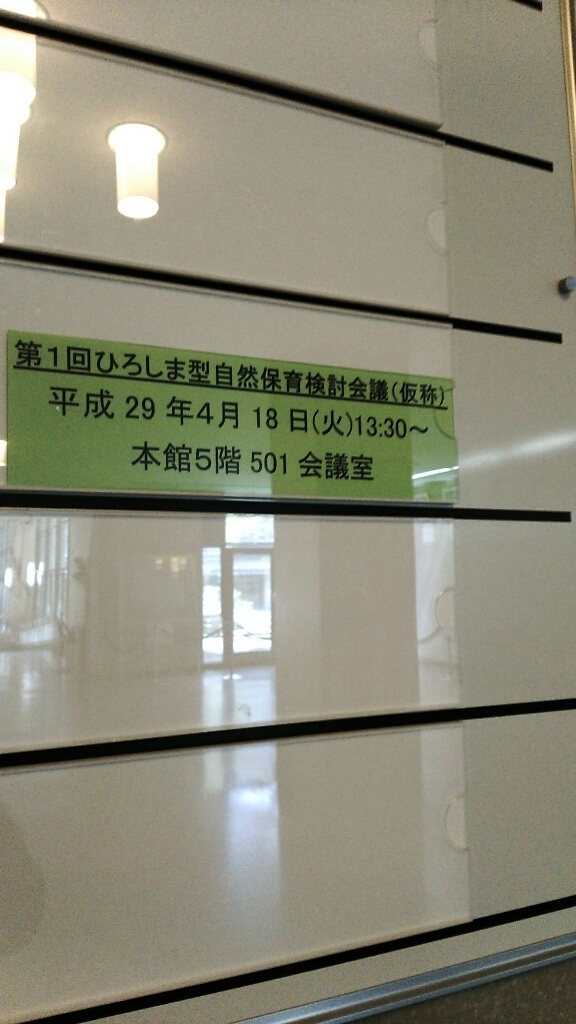 第１回ひろしま型自然保育検討会議（仮称）
平成 29 年４月 18 日(火)13:30～
本館５階 501 会議室